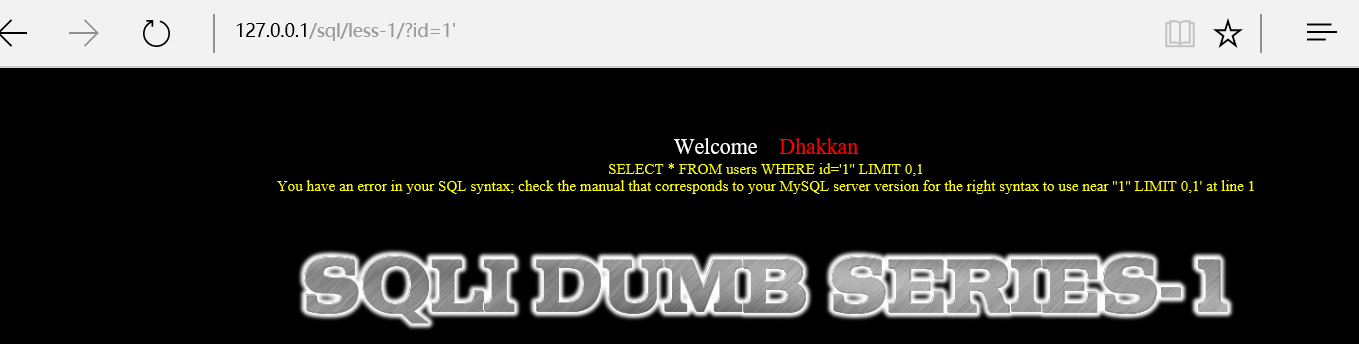 127.0.0.1/sql/less-1/?id=1'
Welcome Dhakkan
SELECT * FROM users WHERE id='1'' LIMIT 0,1
You have an error in your SQL syntax; check the manual that corresponds to your MySQL server version for the right syntax to use near ''1'' LIMIT 0,1' at line 1
SQLI DUMB SERIES-1